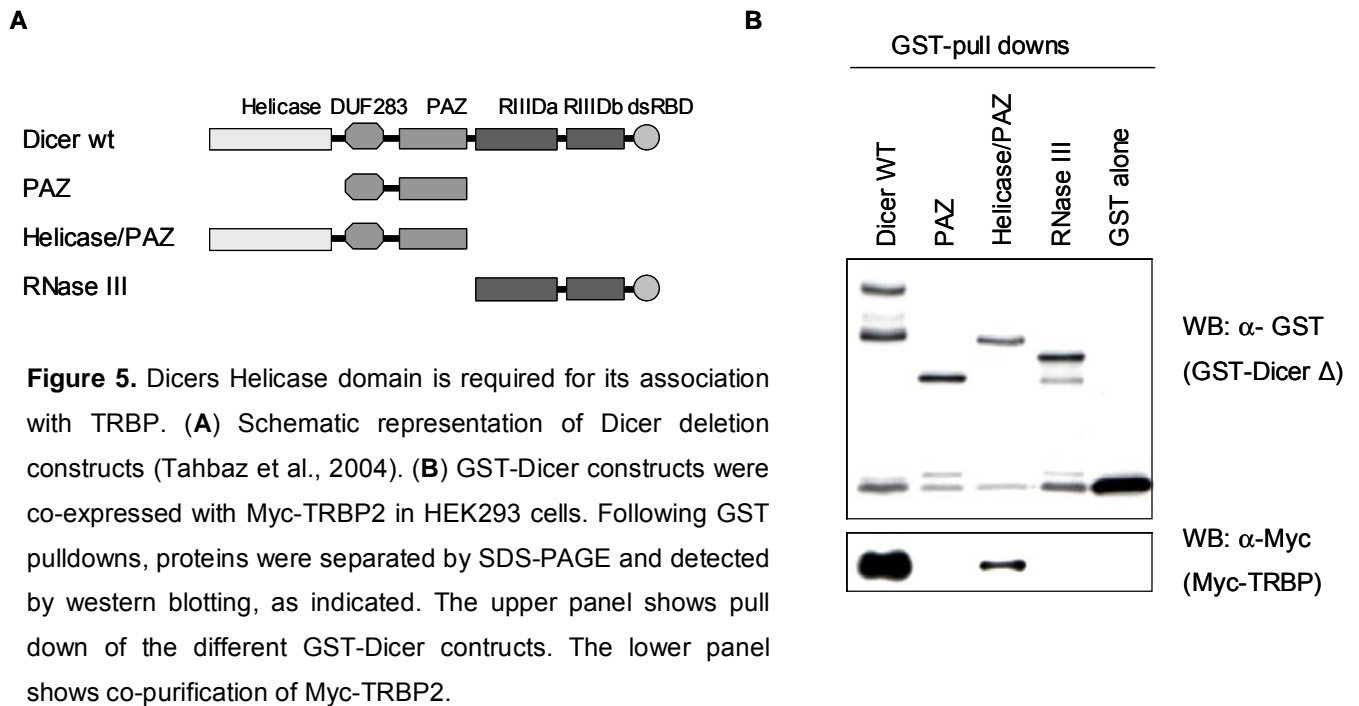 A
Helicase DUF283 PAZ RIIIDa RIIIDb dsRBD
Dicer wt
PAZ
Helicase/PAZ
RNase III
Figure 5. Dicers Helicase domain is required for its association
with TRBP. (A) Schematic representation of Dicer deletion
constructs (Tahbaz et al., 2004). (B) GST-Dicer constructs were
co-expressed with Myc-TRBP2 in HEK293 cells. Following GST
pulldowns, proteins were separated by SDS-PAGE and detected
by western blotting, as indicated. The upper panel shows pull
down of the different GST-Dicer contructs. The lower panel
shows co-purification of Myc-TRBP2.
B
GST-pull downs
Dicer WT
PAZ
Helicase/PAZ
RNase III
GST alone
WB: α- GST
(GST-Dicer Δ)
WB: α-Myc
(Myc-TRBP)